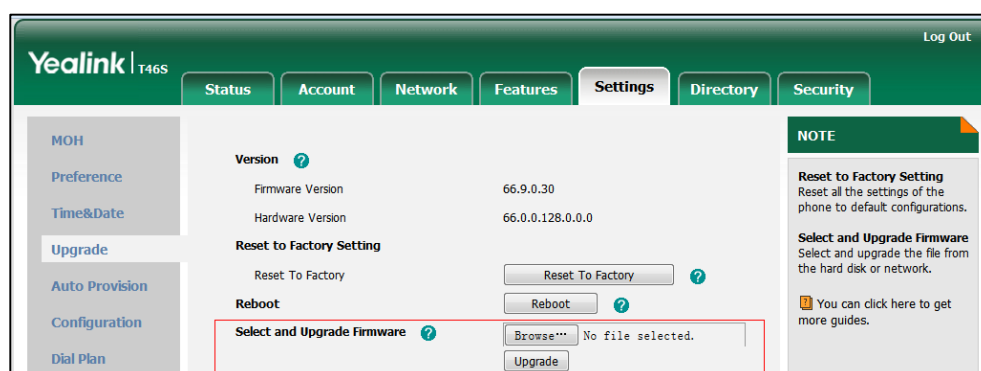 Log Out
Yealink | T46S
Status Account Network Features Settings Directory Security
MOH
Preference
Time&Date
Upgrade
Auto Provision
Configuration
Dial Plan
Version ?
Firmware Version 66.9.0.30
Hardware Version 66.0.0.128.0.0.0
Reset to Factory Setting
Reset To Factory Reset To Factory ?
Reboot Reboot ?
Select and Upgrade Firmware ? Browse··· No file selected.
Upgrade
NOTE
Reset to Factory Setting
Reset all the settings of the
phone to default configurations.
Select and Upgrade Firmware
Select and upgrade the file from
the hard disk or network.
? You can click here to get
more guides.